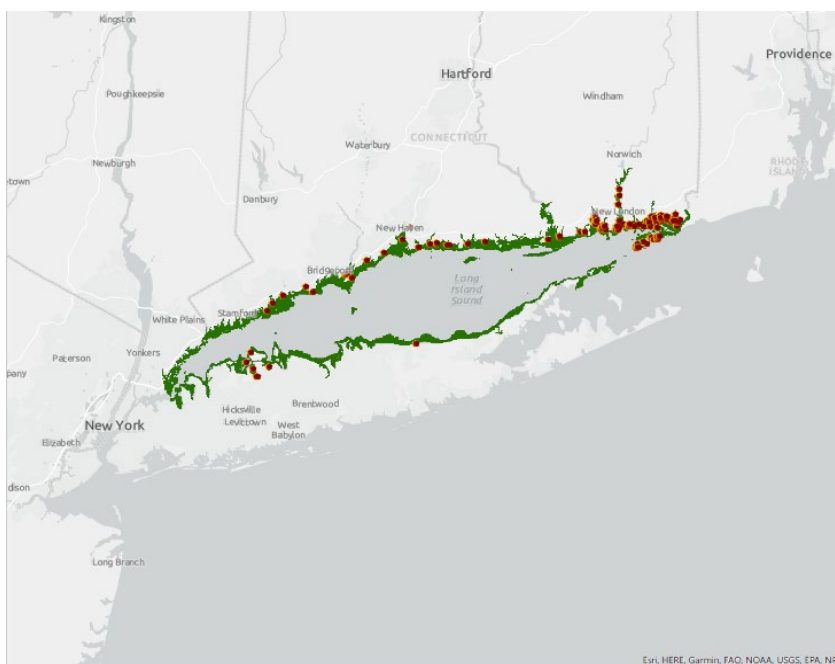 Kingston
Providence
Hartford
Poughkeepsie
Windham
CONNECTICUT
Waterbury
Norwich
RHODE
ISLAND
-town
Newburgh
Danbury
New Haven
New London
Bridgeport
Long
Island
Sound
Stamford
White Plains
Paterson
Yonkers
pany
Brentwood
Hicksville
Levittown
New York
West
Babylon
Elizabeth
dison
Long Branch
Esri, HERE, Garmin, FAO, NOAA, USGS, EPA, NP